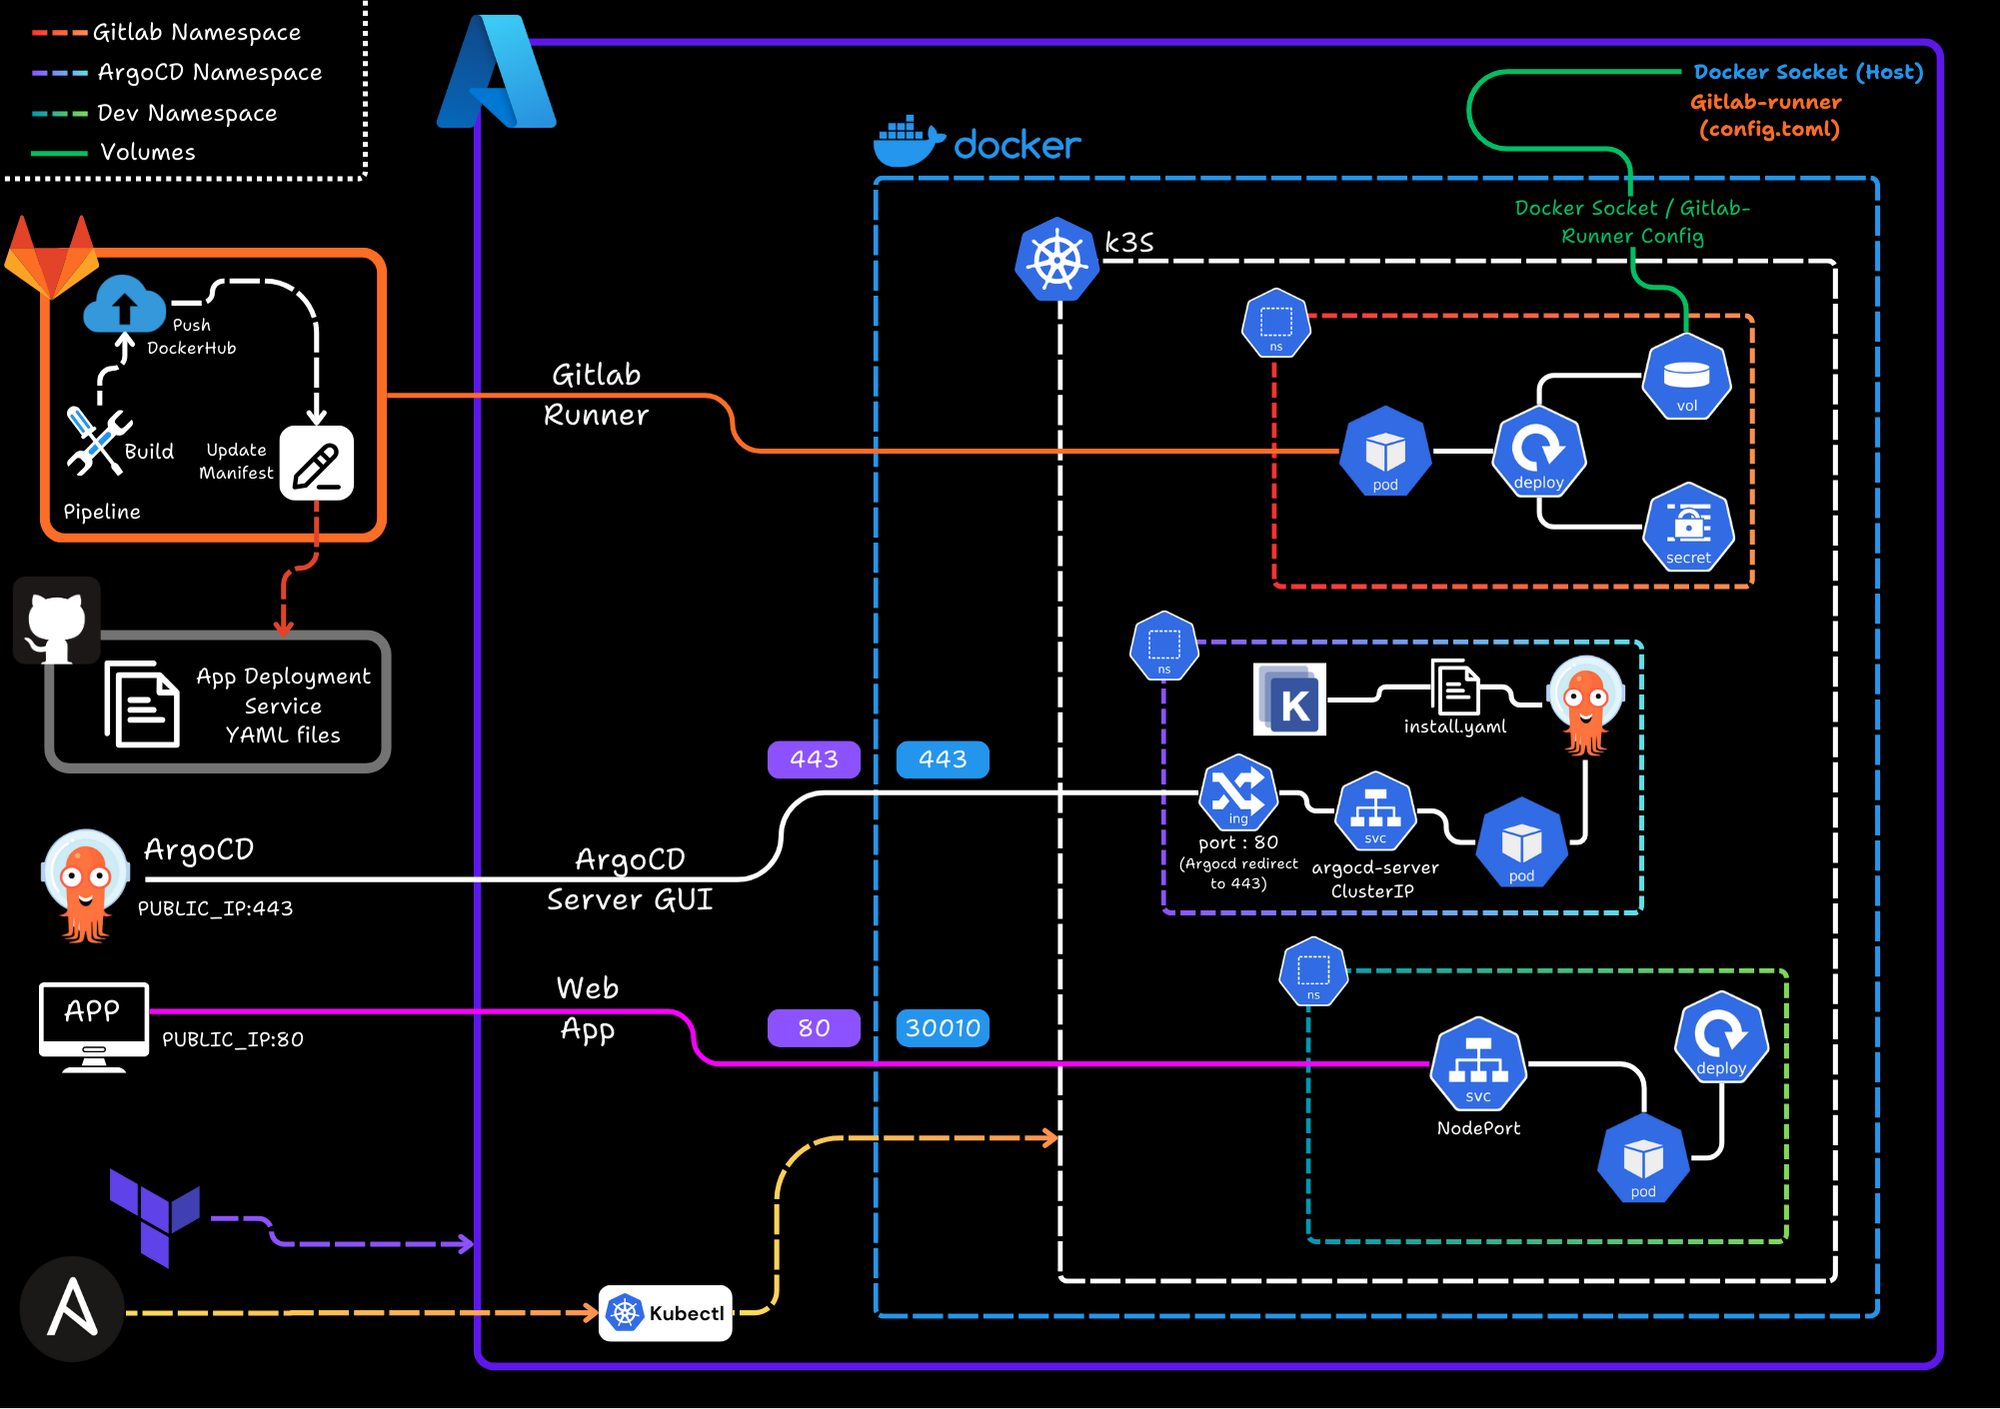 Gitlab Namespace
ArgoCD Namespace
Dev Namespace
Volumes
Docker Socket (Host)
Gitlab-runner
(config.toml)
docker
Docker Socket / Gitlab-
Runner Config
k3S
Push
DockerHub
Build
Update
Manifest
Pipeline
Gitlab
Runner
ns
vol
pod
deploy
secret
App Deployment
Service
YAML files
ns
K
install.yaml
443
443
ing
svc
pod
port : 80
(Argocd redirect
to 443)
argocd-server
ClusterIP
ArgoCD
PUBLIC_IP:443
ArgoCD
Server GUI
APP
PUBLIC_IP:80
Web
App
80
30010
ns
svc
NodePort
deploy
pod
Kubectl